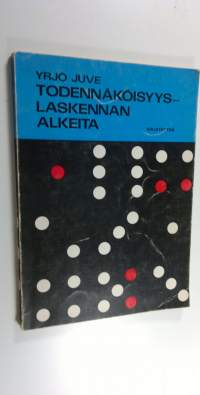 YRJÖ JUVE
TODENNÄKÖISYYS-
LASKENNAN
ALKEITA